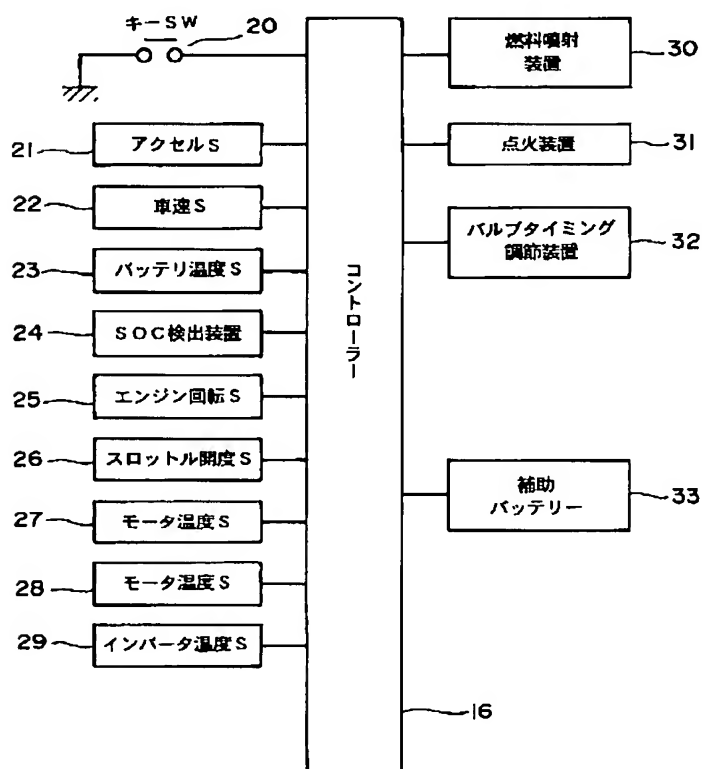 キーSW
20
燃料噴射
装置
30
21
アクセルS
点火装置
31
22
車速S
バルブタイミング
調節装置
32
23
バッテリ温度S
コントローラー
24
SOC検出装置
25
エンジン回転S
26
スロットル開度S
補助
バッテリー
33
27
モータ温度S
28
モータ温度S
29
インバータ温度S
16